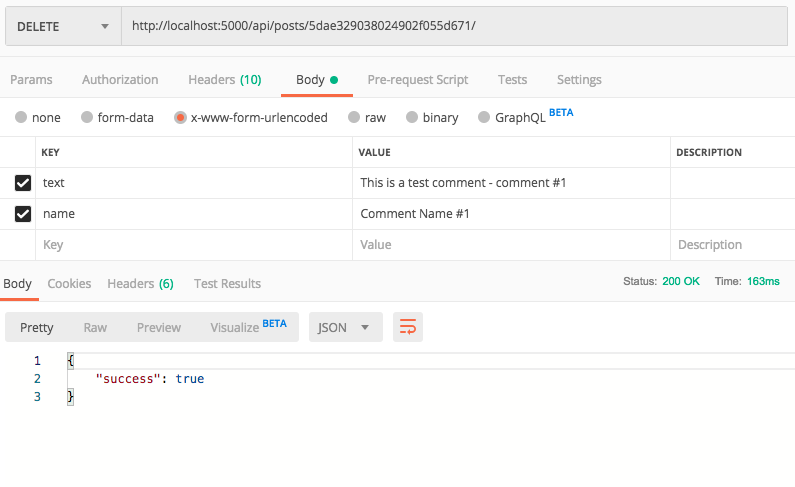 DELETE http://localhost:5000/api/posts/5dae329038024902f055d671/
Params Authorization Headers (10) Body Pre-request Script Tests Settings
none form-data x-www-form-urlencoded raw binary GraphQL BETA
KEY VALUE DESCRIPTION
text This is a test comment - comment #1
name Comment Name #1
Key Value Description
Body Cookies Headers (6) Test Results Status: 200 OK Time: 163ms
Pretty Raw Preview Visualize BETA JSON
1 {
2 "success": true
3 }